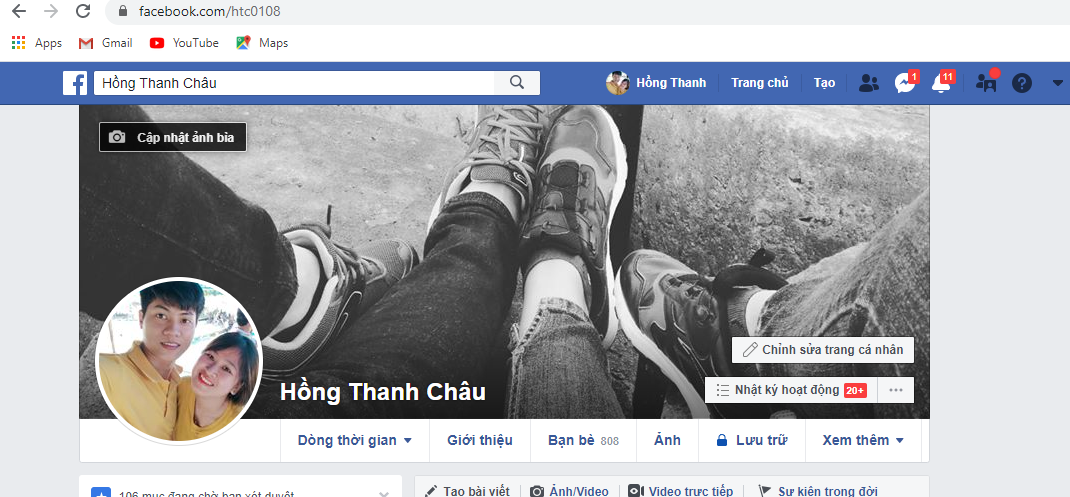 facebook.com/htc0108
Apps Gmail YouTube Maps
Hồng Thanh Châu Hồng Thanh Trang chủ Tạo 1 11
Cập nhật ảnh bìa
Chỉnh sửa trang cá nhân
Hồng Thanh Châu
Nhật ký hoạt động 20+
Dòng thời gian Giới thiệu Bạn bè 808 Ảnh Lưu trữ Xem thêm
106 mục đang chờ bạn xét duyệt
Tạo bài viết Ảnh/Video Video trực tiếp Sự kiện trong đời